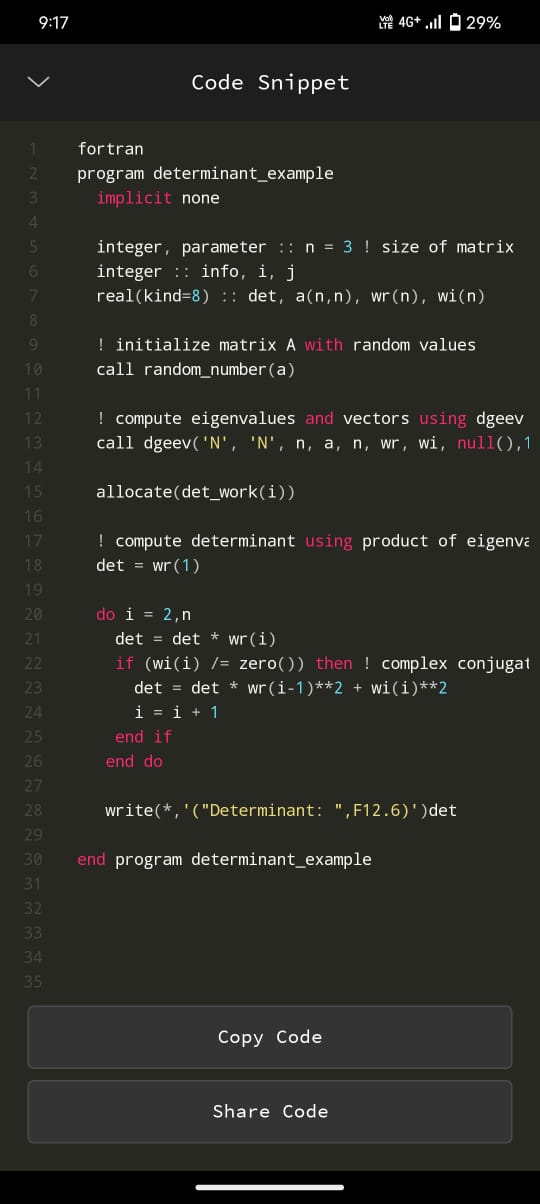 9:17 VoLTE 4G+ 29%
Code Snippet
1 fortran
2 program determinant_example
3 implicit none
4
5 integer, parameter :: n = 3 ! size of matrix
6 integer :: info, i, j
7 real(kind=8) :: det, a(n,n), wr(n), wi(n)
8
9 ! initialize matrix A with random values
10 call random_number(a)
11
12 ! compute eigenvalues and vectors using dgeev
13 call dgeev('N', 'N', n, a, n, wr, wi, null(),1
14
15 allocate(det_work(i))
16
17 ! compute determinant using product of eigenva
18 det = wr(1)
19
20 do i = 2,n
21 det = det * wr(i)
22 if (wi(i) /= zero()) then ! complex conjugat
23 det = det * wr(i-1)**2 + wi(i)**2
24 i = i + 1
25 end if
26 end do
27
28 write(*,'("Determinant: ",F12.6)')det
29
30 end program determinant_example
31
32
33
34
35
Copy Code
Share Code